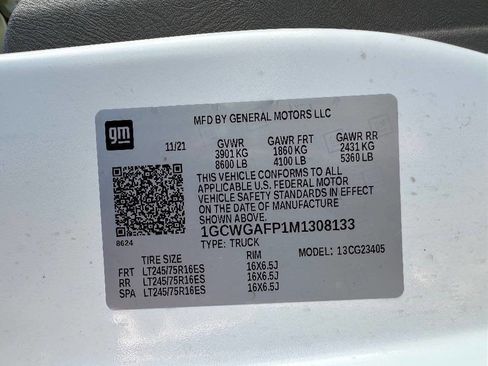 gm
MFD BY GENERAL MOTORS LLC
11/21 GVWR GAWR FRT GAWR RR
3901 KG 1860 KG 2431 KG
8600 LB 4100 LB 5360 LB
THIS VEHICLE CONFORMS TO ALL
APPLICABLE U.S. FEDERAL MOTOR
VEHICLE SAFETY STANDARDS IN EFFECT
ON THE DATE OF MANUFACTURE
SHOWN ABOVE.
1GCWGAFP1M1308133
8624 TYPE: TRUCK MODEL: 13CG23405
TIRE SIZE RIM
FRT LT245/75R16ES 16X6.5J
RR LT245/75R16ES 16X6.5J
SPA LT245/75R16ES 16X6.5J